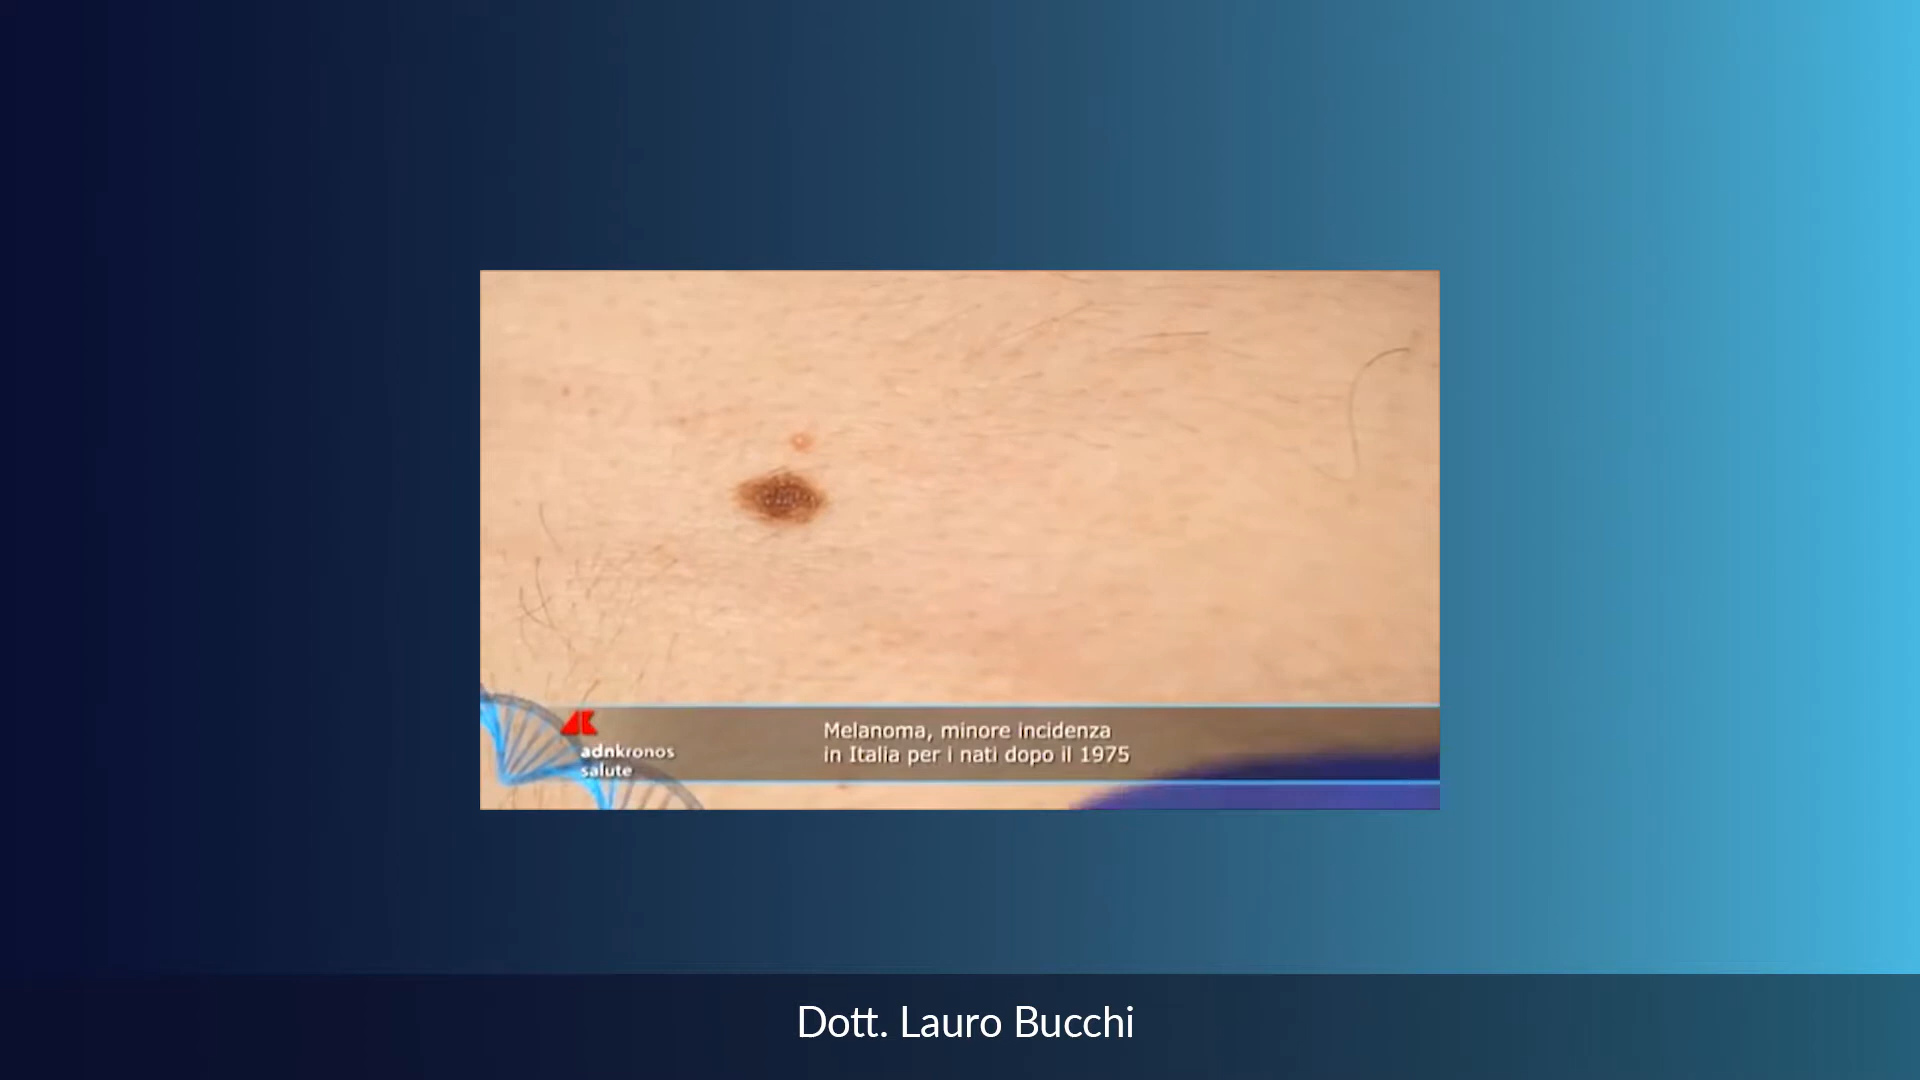 Melanoma, minore incidenza
in Italia per i nati dopo il 1975
adnkronos
salute
Dott. Lauro Bucchi